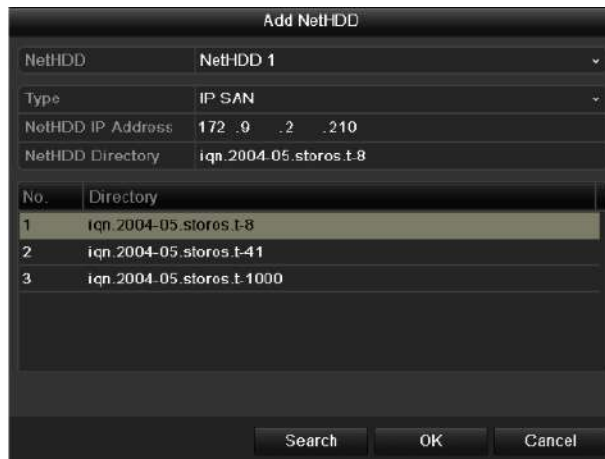 Add NetHDD
NetHDD NetHDD 1
Type IP SAN
NetHDD IP Address 172 .9 .2 .210
NetHDD Directory iqn.2004-05.storos.t-8
No. Directory
1 iqn.2004-05.storos.t-8
2 iqn.2004-05.storos.t-41
3 iqn.2004-05.storos.t-1000
Search OK Cancel